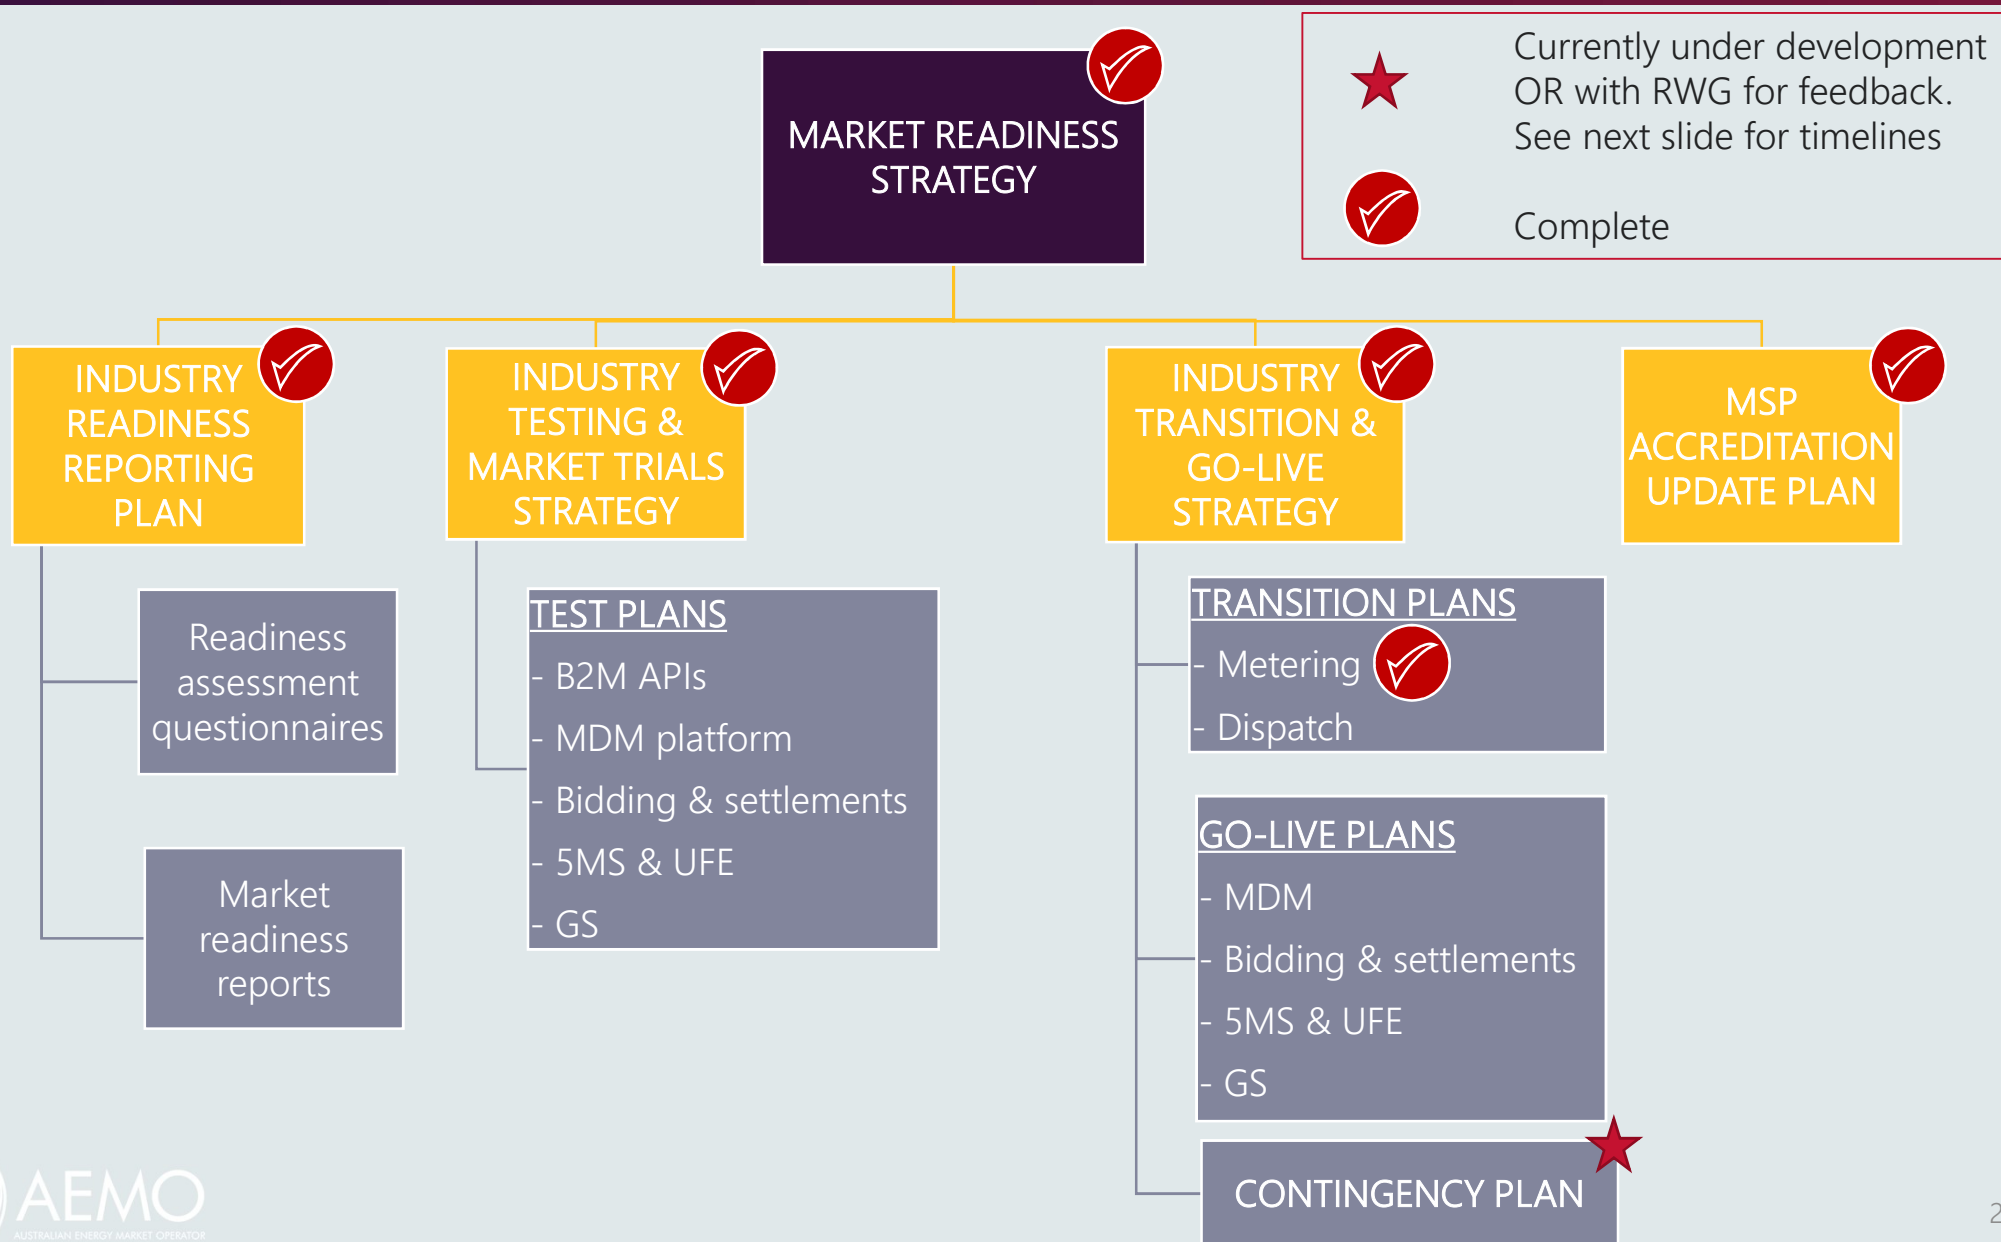 MARKET READINESS
STRATEGY
Currently under development
OR with RWG for feedback.
See next slide for timelines
Complete
INDUSTRY
READINESS
REPORTING
PLAN
INDUSTRY
TESTING &
MARKET TRIALS
STRATEGY
INDUSTRY
TRANSITION &
GO-LIVE
STRATEGY
MSP
ACCREDITATION
UPDATE PLAN
Readiness
assessment
questionnaires
Market
readiness
reports
TEST PLANS
- B2M APIs
- MDM platform
- Bidding & settlements
- 5MS & UFE
- GS
TRANSITION PLANS
- Metering
- Dispatch
GO-LIVE PLANS
- MDM
- Bidding & settlements
- 5MS & UFE
- GS
CONTINGENCY PLAN
AEMO
AUSTRALIAN ENERGY MARKET OPERATOR